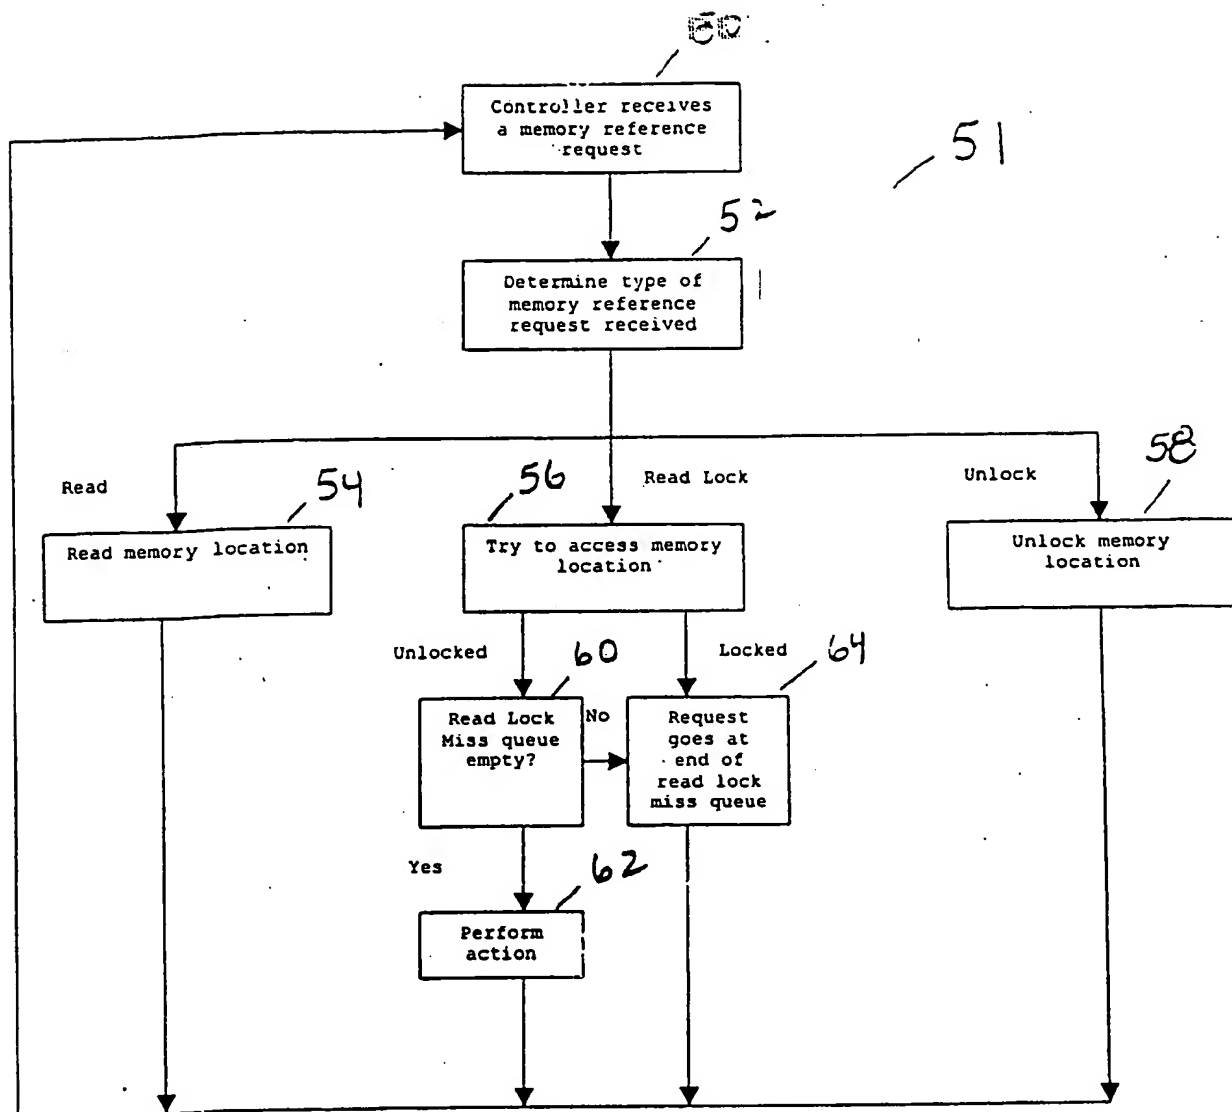 Controller receives
a memory reference
request
51
52
Determine type of
memory reference
request received
Read
54
56
Read Lock
Unlock
58
Read memory location
Try to access memory
location
Unlock memory
location
Unlocked
60
Locked
64
Read Lock
Miss queue
empty?
No
Request
goes at
end of
read lock
miss queue
Yes
62
Perform
action